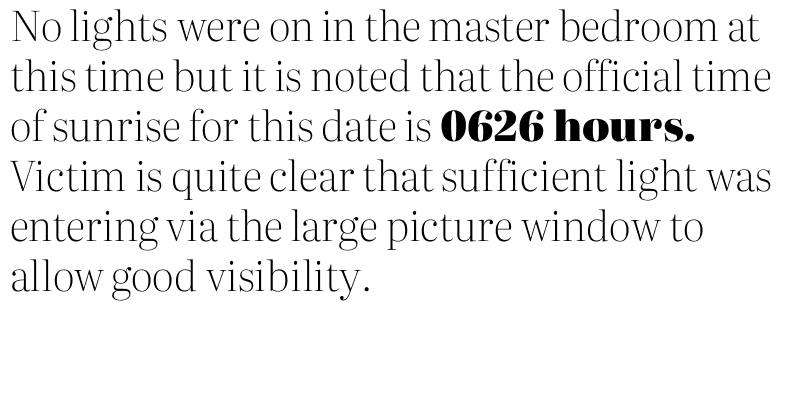 No lights were on in the master bedroom at
this time but it is noted that the official time
of sunrise for this date is 0626 hours.
Victim is quite clear that sufficient light was
entering via the large picture window to
allow good visibility.